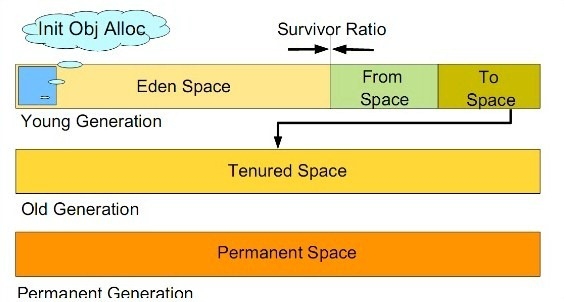 Init Obj Alloc
Survivor Ratio
Eden Space
From
Space
To
Space
Young Generation
Tenured Space
Old Generation
Permanent Space
Permanent Generation